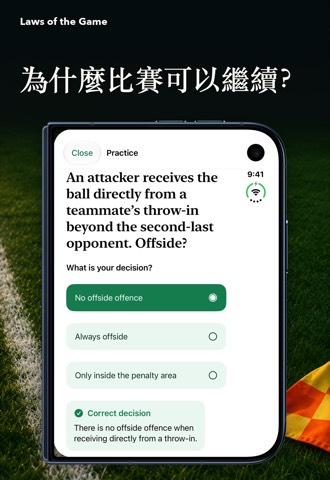 Laws of the Game
為什麼比賽可以繼續？
Close
Practice
9:41
An attacker receives the
ball directly from a
teammate’s throw-in
beyond the second-last
opponent. Offside?
What is your decision?
No offside offence
Always offside
Only inside the penalty area
Correct decision
There is no offside offence when
receiving directly from a throw-in.